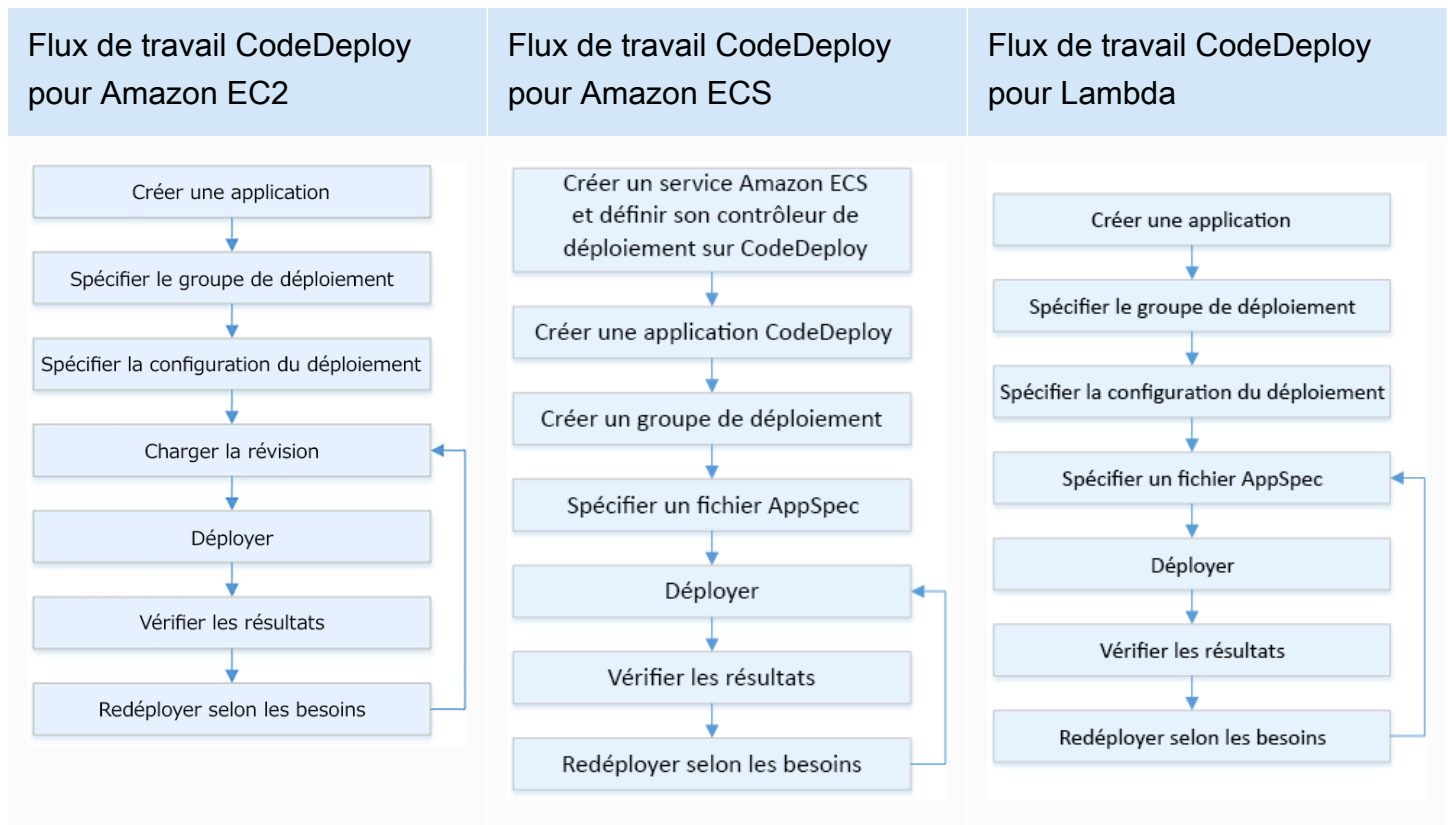 Flux de travail CodeDeploy
pour Amazon EC2
Flux de travail CodeDeploy
pour Amazon ECS
Flux de travail CodeDeploy
pour Lambda
Créer une application
Spécifier le groupe de déploiement
Spécifier la configuration du déploiement
Charger la révision
Déployer
Vérifier les résultats
Redéployer selon les besoins
Créer un service Amazon ECS
et définir son contrôleur de
déploiement sur CodeDeploy
Créer une application CodeDeploy
Créer un groupe de déploiement
Spécifier un fichier AppSpec
Déployer
Vérifier les résultats
Redéployer selon les besoins
Créer une application
Spécifier le groupe de déploiement
Spécifier la configuration du déploiement
Spécifier un fichier AppSpec
Déployer
Vérifier les résultats
Redéployer selon les besoins